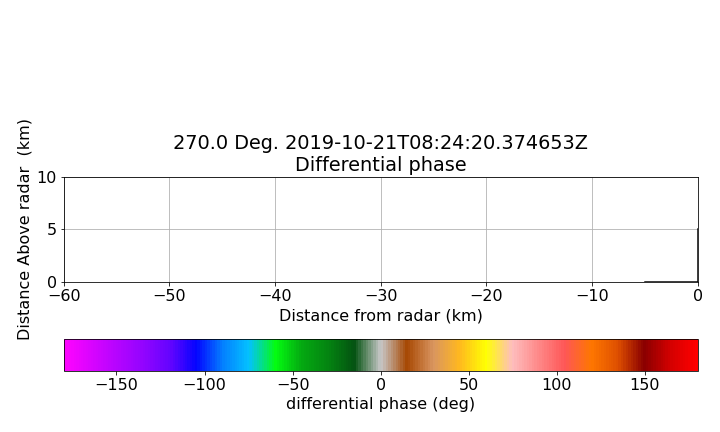 270.0 Deg. 2019-10-21T08:24:20.374653Z
Differential phase
Distance Above radar  (km)
10
5
0
−60 −50 −40 −30 −20 −10 0
Distance from radar (km)
−150 −100 −50 0 50 100 150
differential phase (deg)